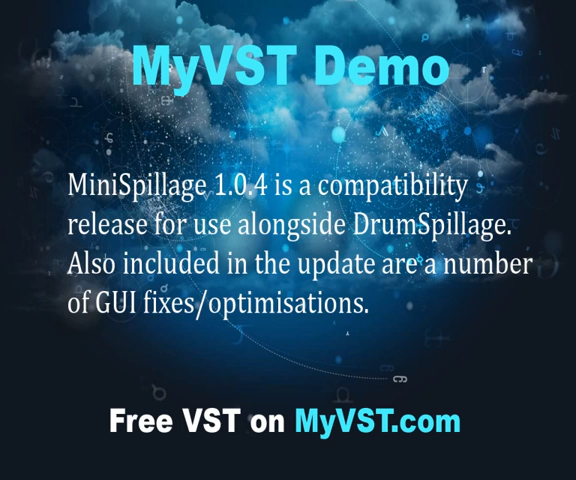 MyVST Demo
MiniSpillage 1.0.4 is a compatibility
release for use alongside DrumSpillage.
Also included in the update are a number
of GUI fixes/optimisations.
Free VST on MyVST.com